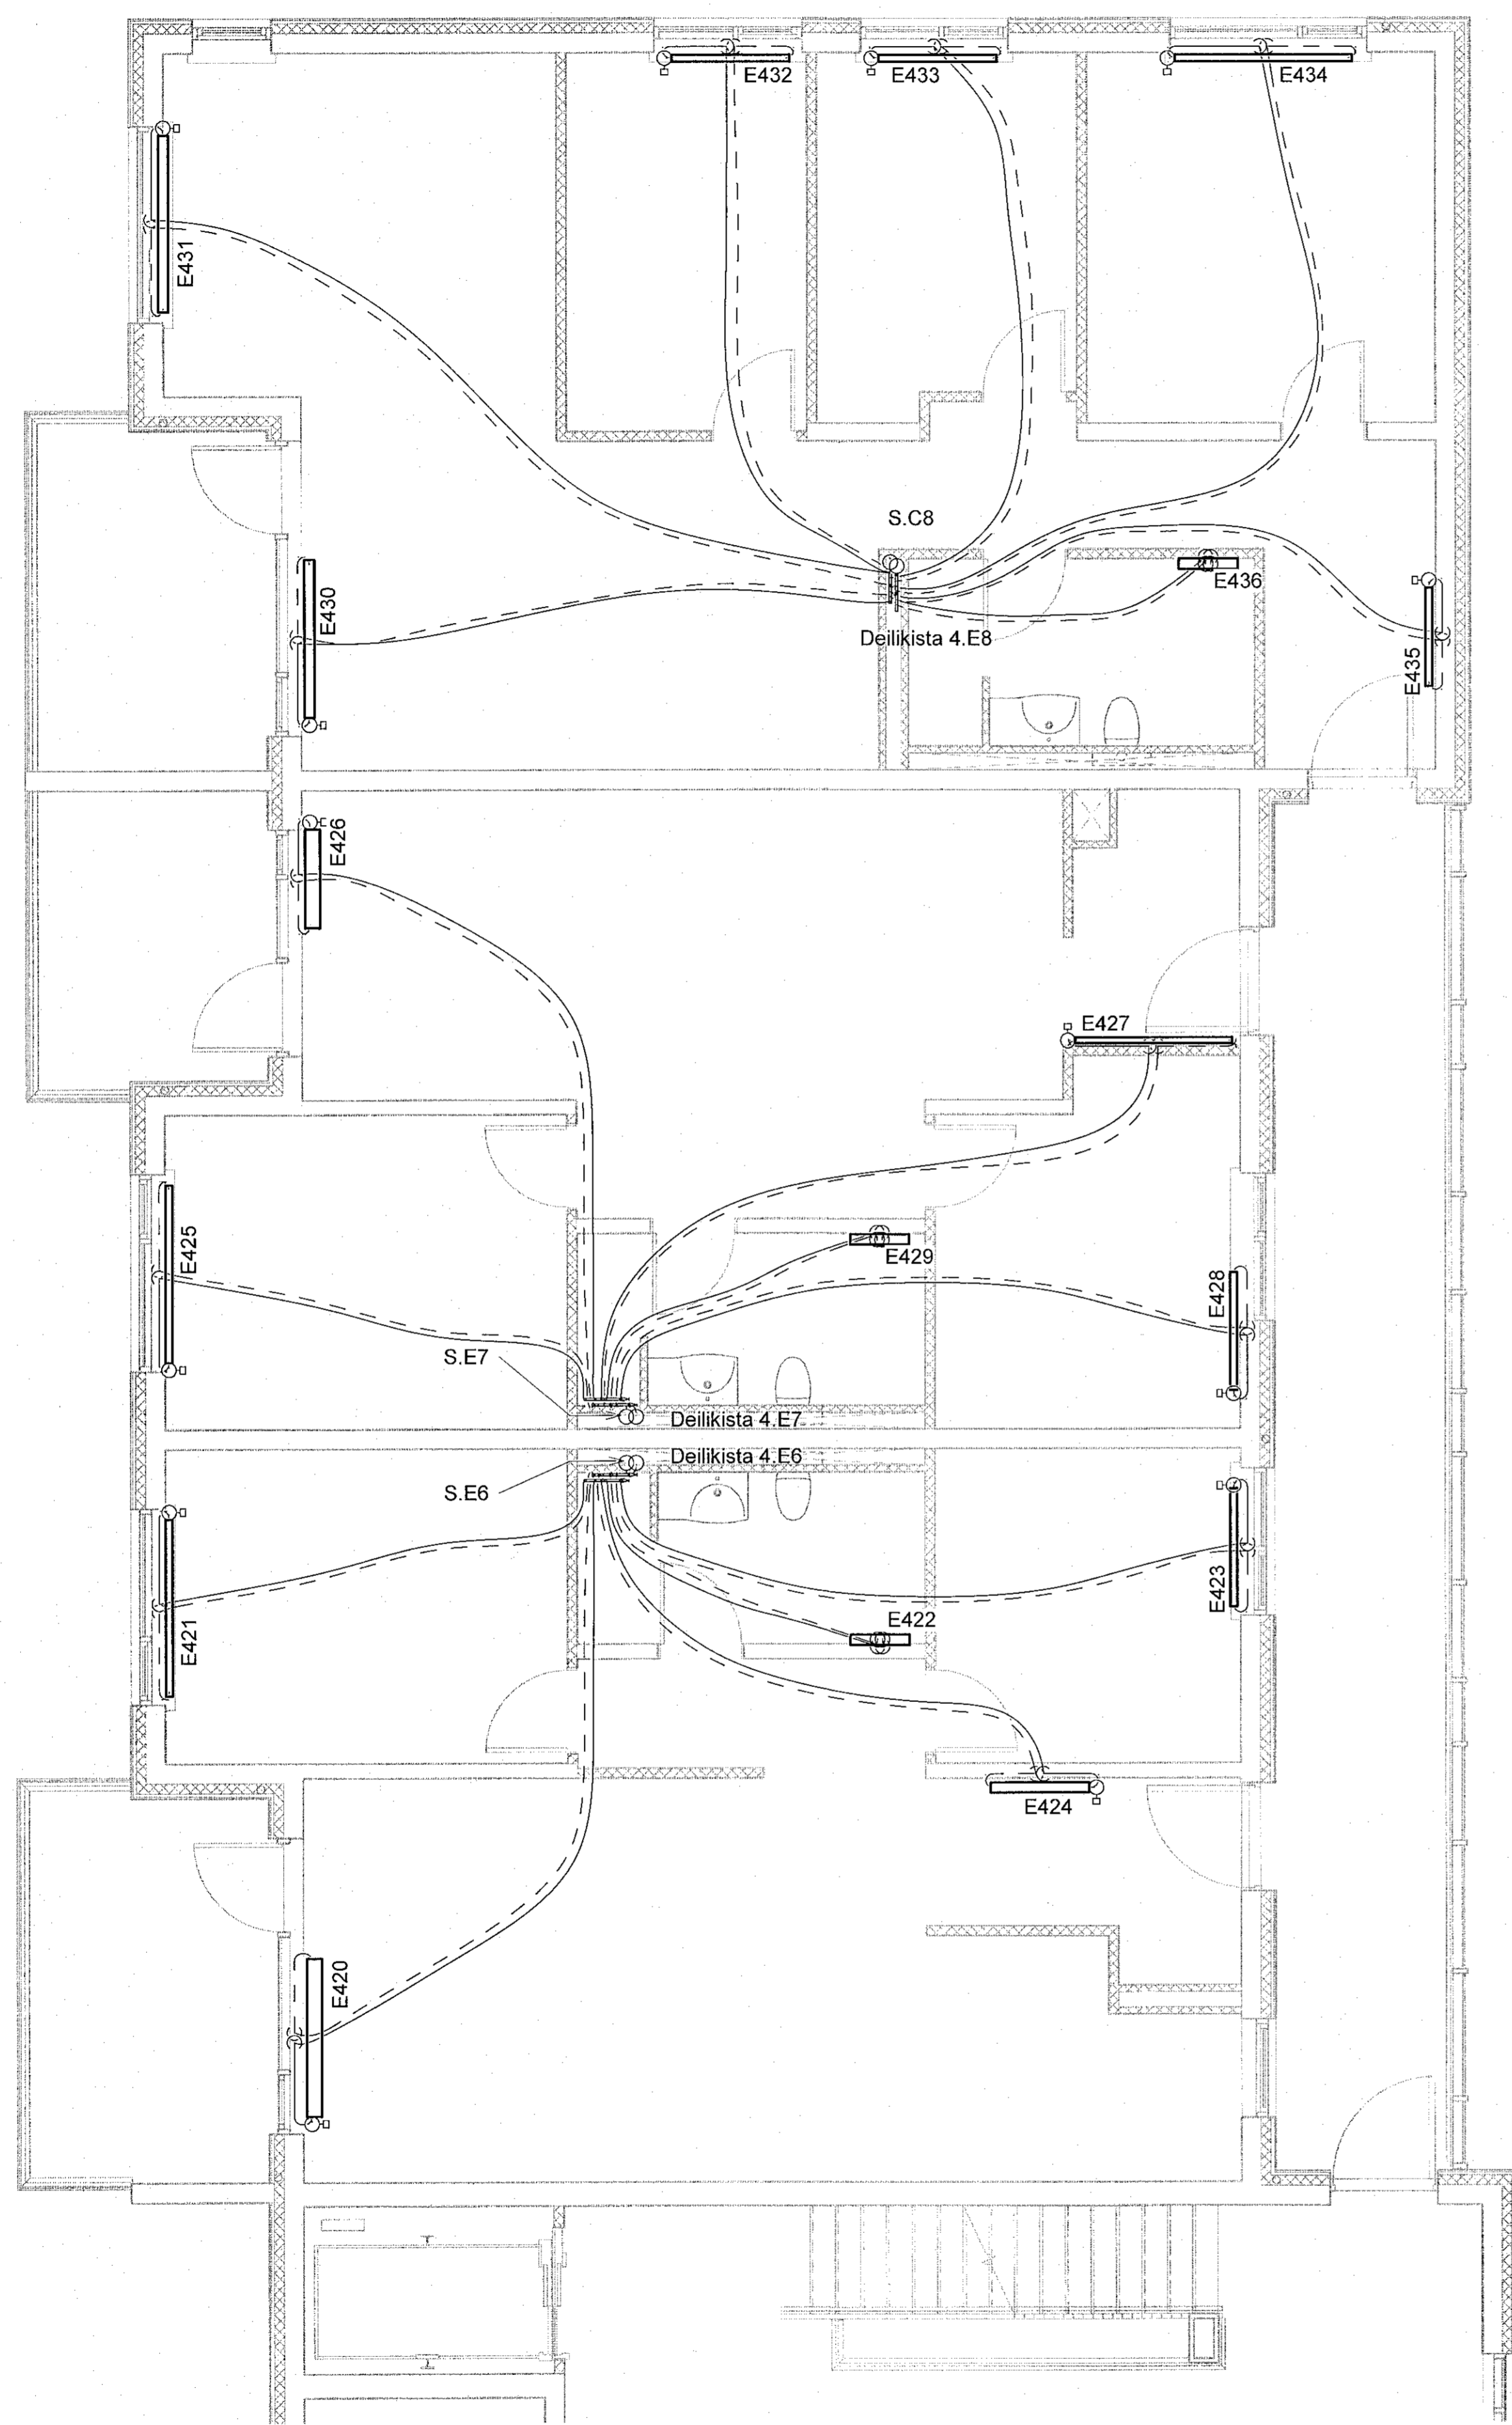 E432
E433
E434
E431
S.C8
E436
E430
Deilikista 4.E8
E435
E426
E427
E425
E429
E428
S.E7
Deilikista 4.E7
Deilikista 4.E6
S.E6
E423
E422
E421
E424
E420